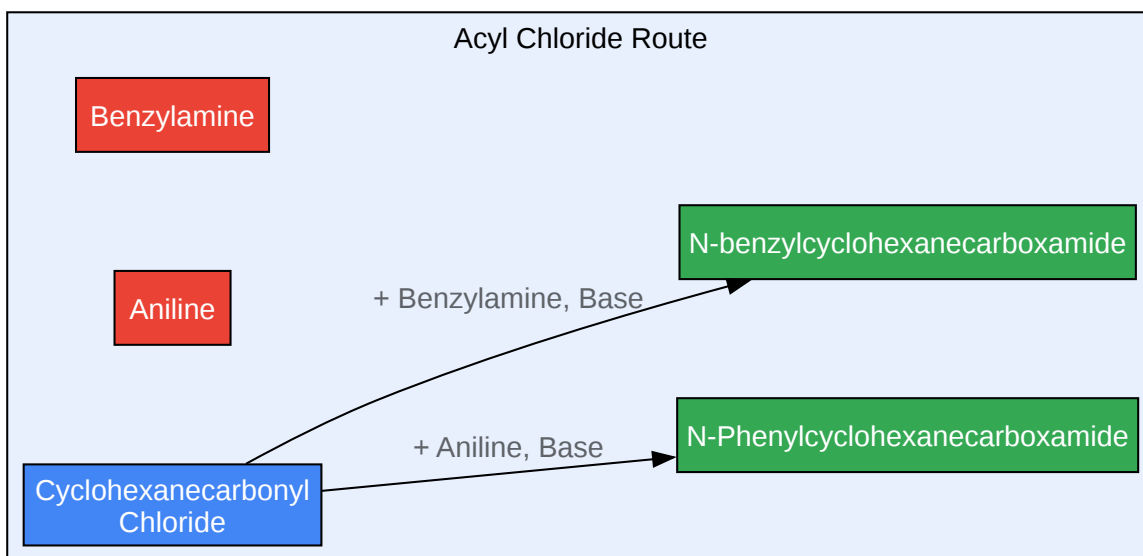 Acyl Chloride Route
Benzylamine
N-benzylcyclohexanecarboxamide
Aniline
+ Benzylamine, Base
N-Phenylcyclohexanecarboxamide
+ Aniline, Base
Cyclohexanecarbonyl
Chloride